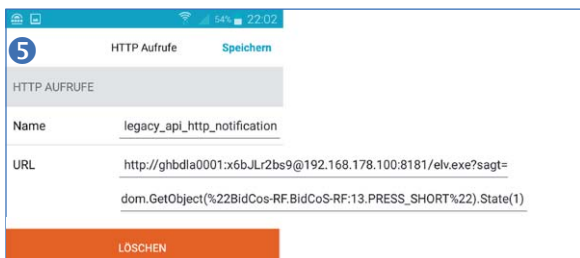 54% 22:02
5
HTTP Aufrufe Speichern
HTTP AUFRUFE
Name legacy_api_http_notification
URL http://ghbdla0001:x6bJLr2bs9@192.168.178.100:8181/elv.exe?sagt=
dom.GetObject(%22BidCos-RF.BidCoS-RF:13.PRESS_SHORT%22).State(1)
LÖSCHEN